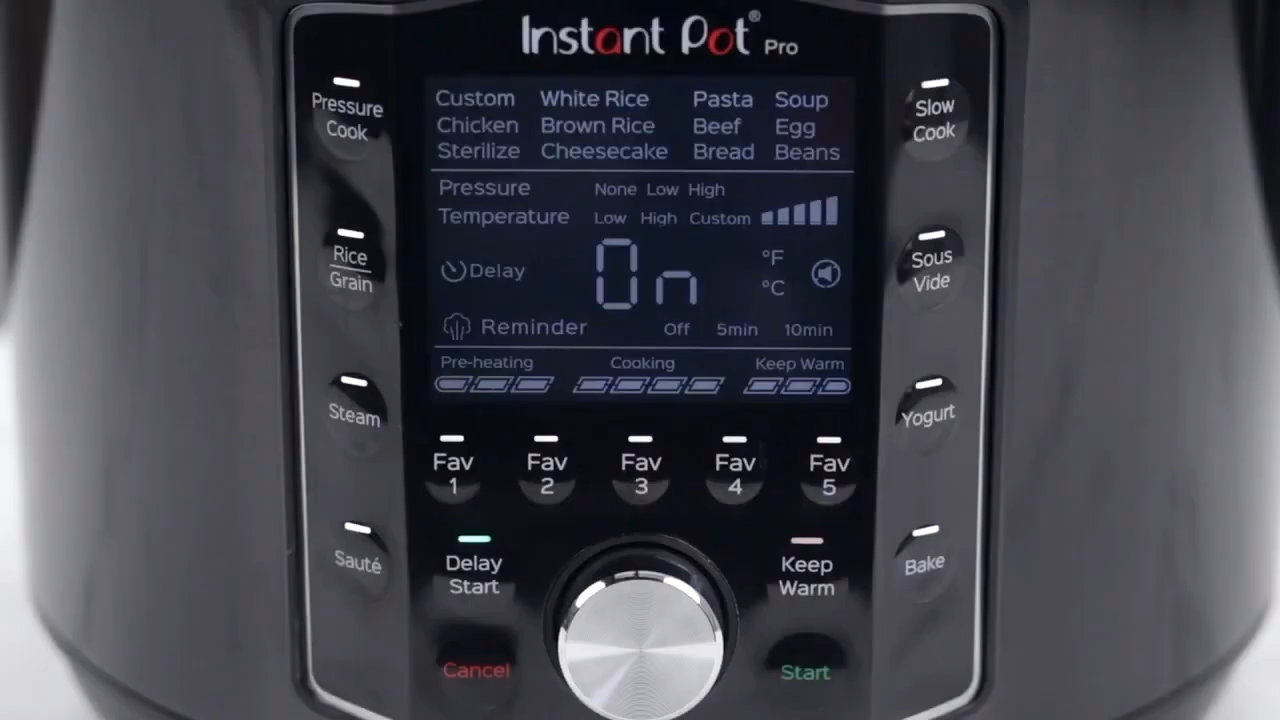 Instant Pot® Pro
Pressure
Cook
Rice
Grain
Steam
Sauté
Custom White Rice Pasta Soup
Chicken Brown Rice Beef Egg
Sterilize Cheesecake Bread Beans
Pressure None Low High
Temperature Low High Custom
Delay On °F
°C
Reminder Off 5min 10min
Pre-heating Cooking Keep Warm
Fav Fav Fav Fav Fav
1 2 3 4 5
Delay
Start
Keep
Warm
Cancel
Start
Slow
Cook
Sous
Vide
Yogurt
Bake